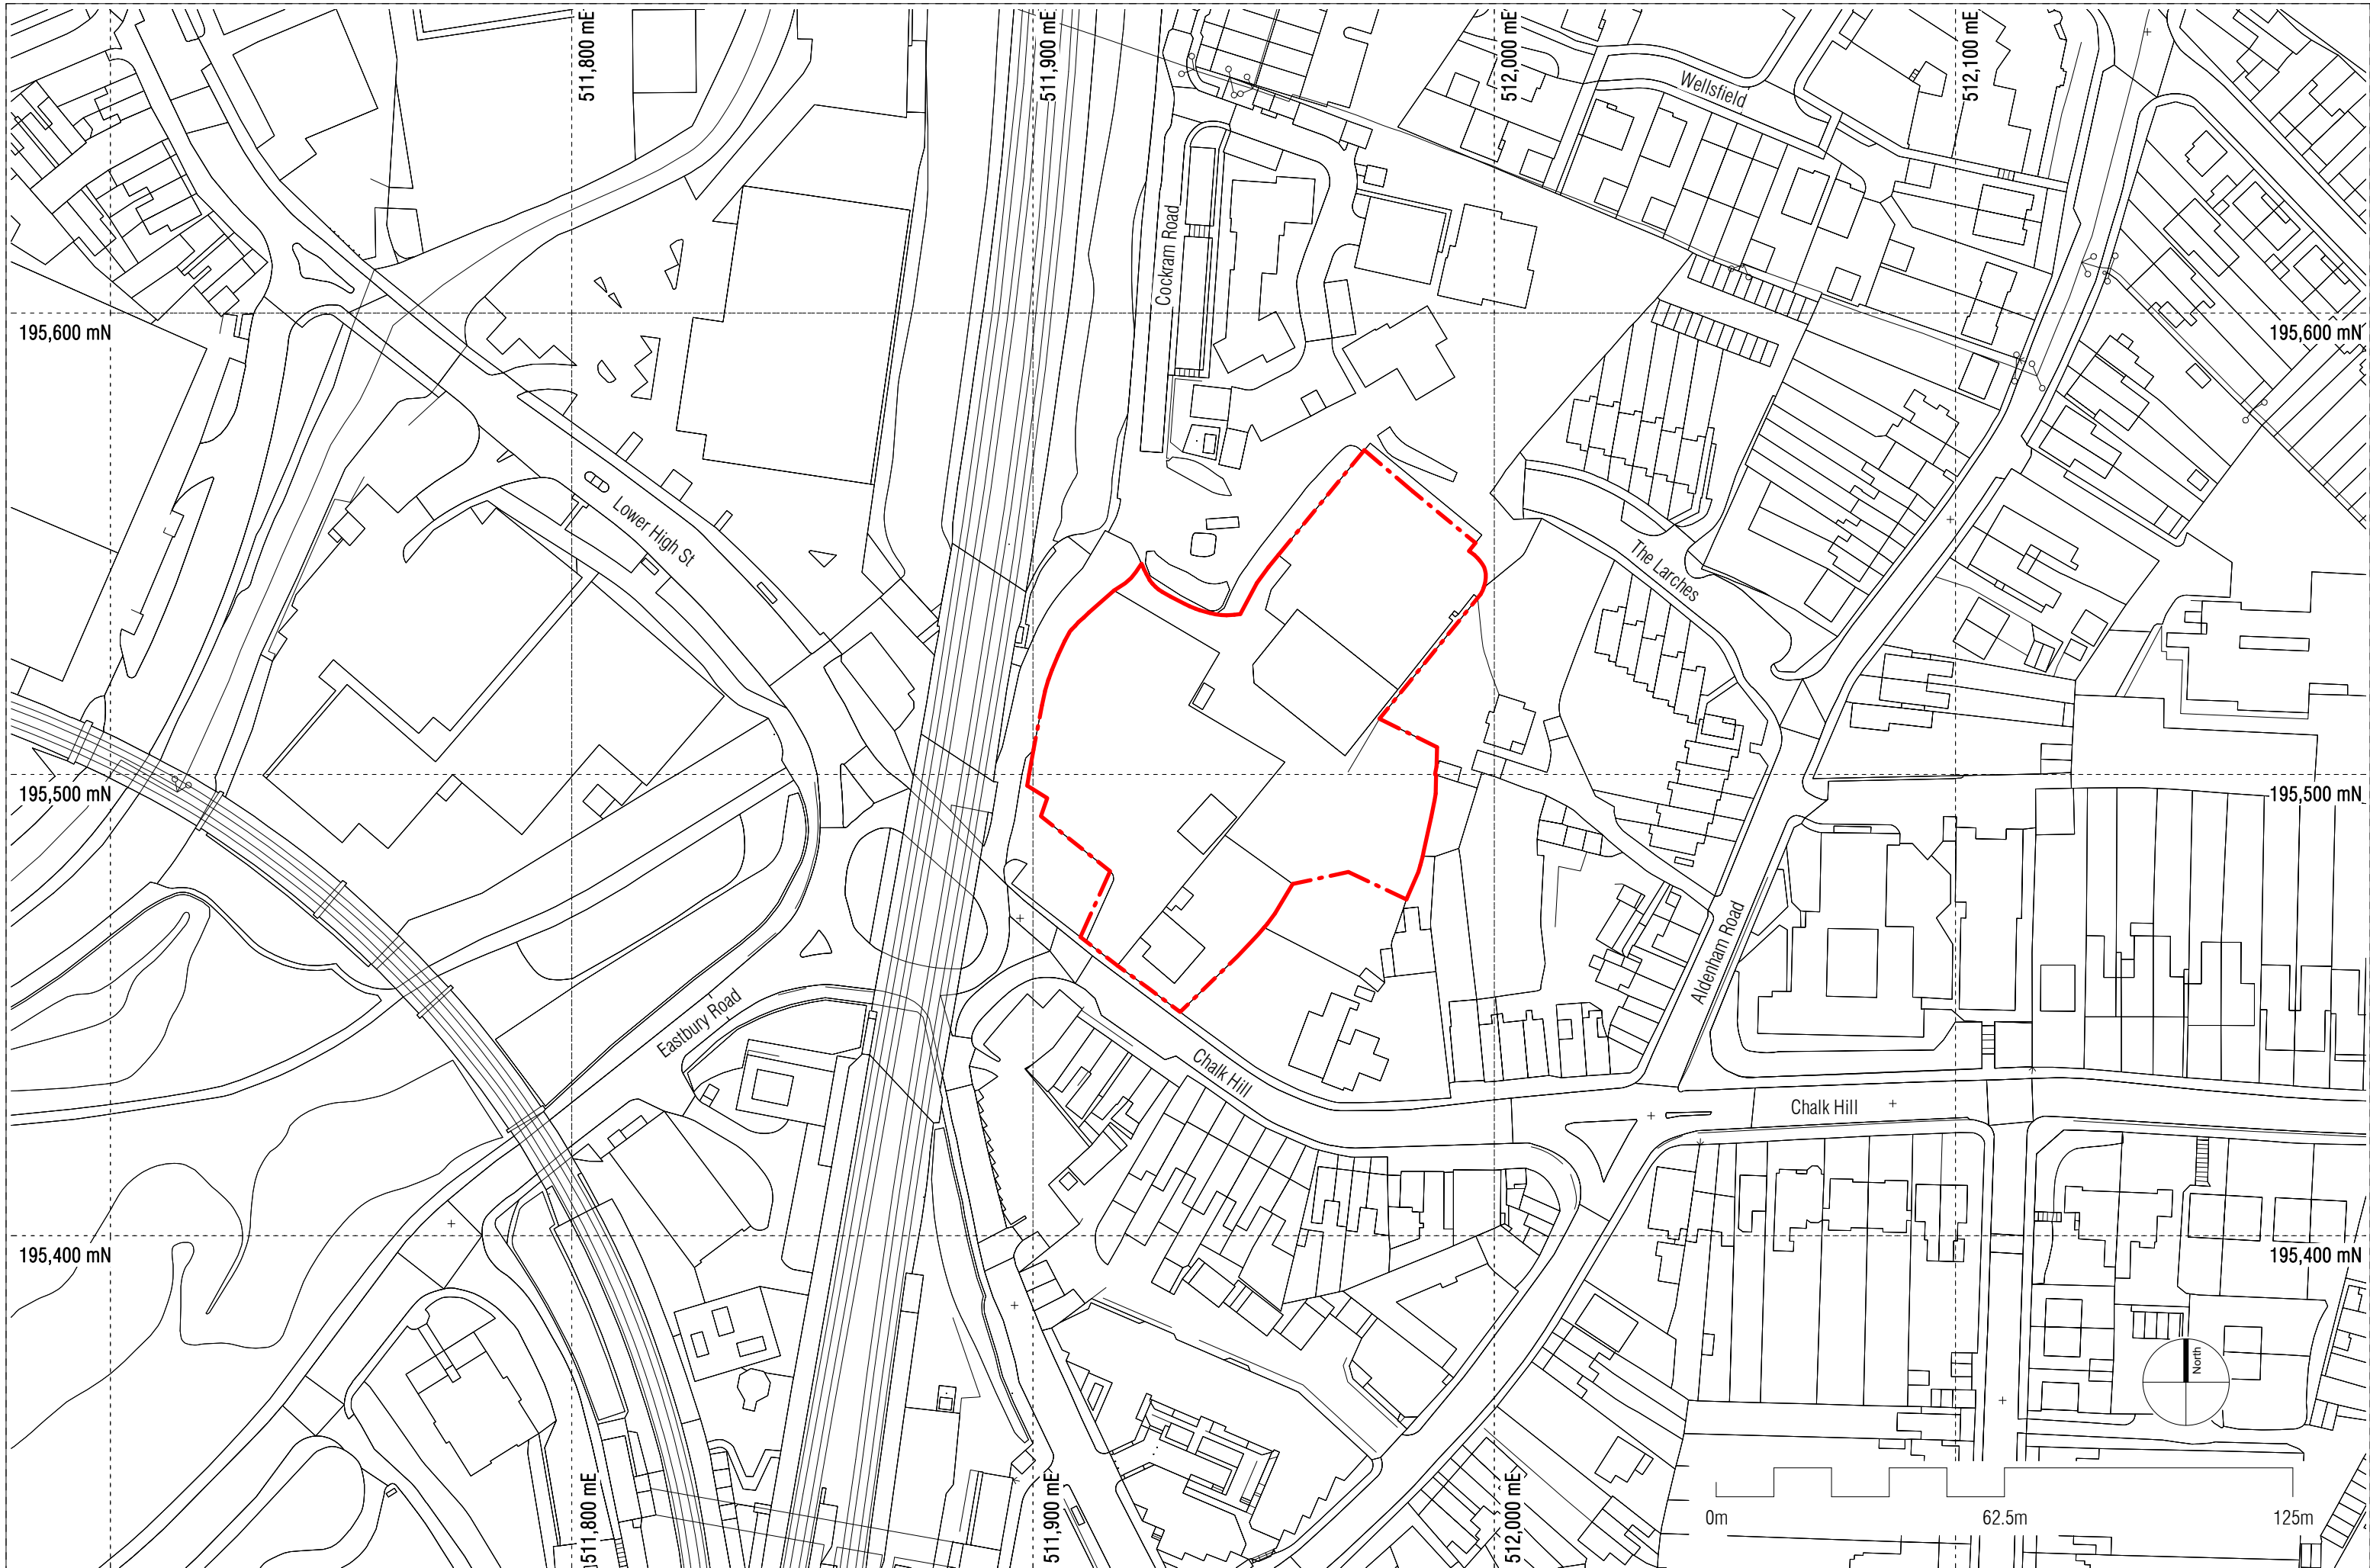 511,800 mE
511,900 mE
512,000 mE
512,100 mE
Wellsfield
Cockram Road
195,600 mN
195,600 mN
Lower High St
The Larches
195,500 mN
195,500 mN
Aldenham Road
Eastbury Road
Chalk Hill
Chalk Hill
195,400 mN
195,400 mN
North
511,800 mE
511,900 mE
512,000 mE
0m
62.5m
125m